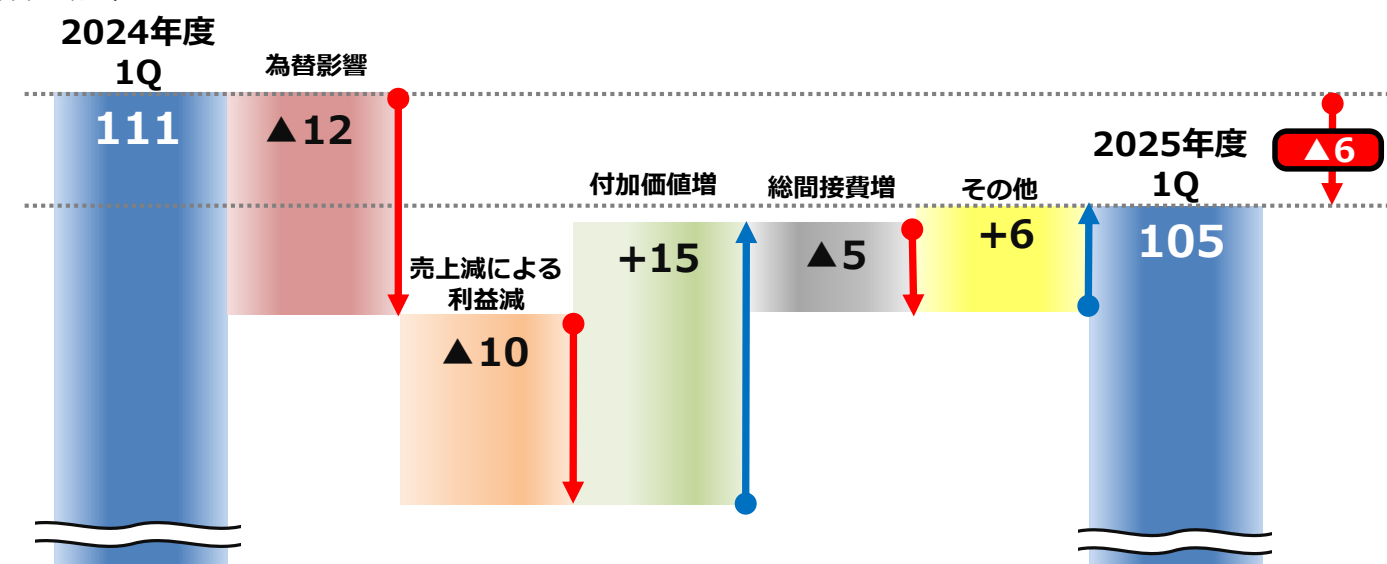 2024年度
1Q
111
為替影響
▲12
売上減による
利益減
▲10
付加価値増
+15
総間接費増
▲5
その他
+6
2025年度
1Q
105
▲6